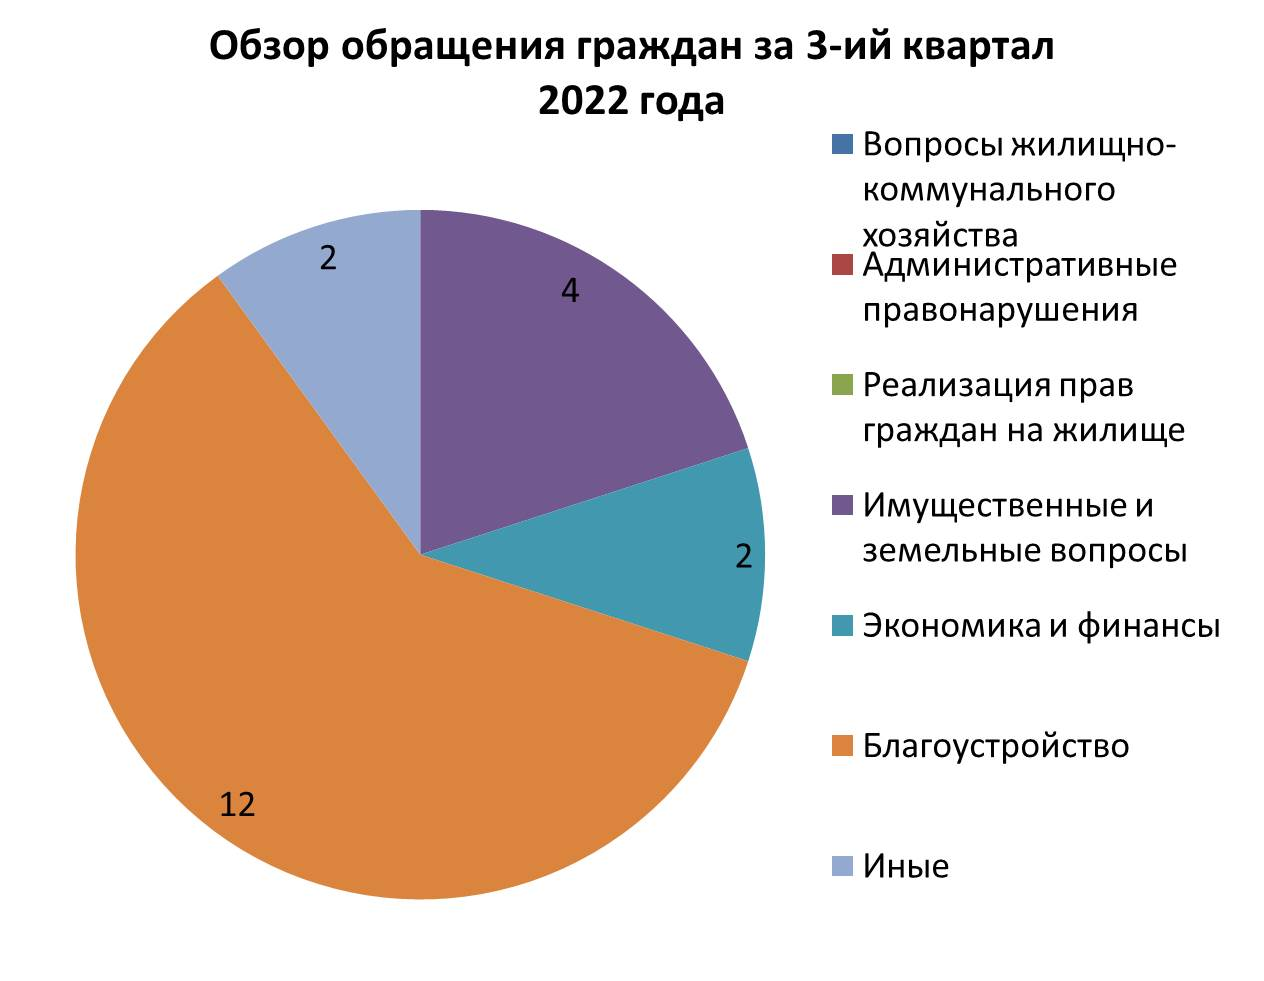 Обзор обращения граждан за 3-ий квартал
2022 года
Вопросы жилищно-
коммунального
хозяйства
Административные
правонарушения
Реализация прав
граждан на жилище
Имущественные и
земельные вопросы
Экономика и финансы
Благоустройство
Иные
2
4
2
12